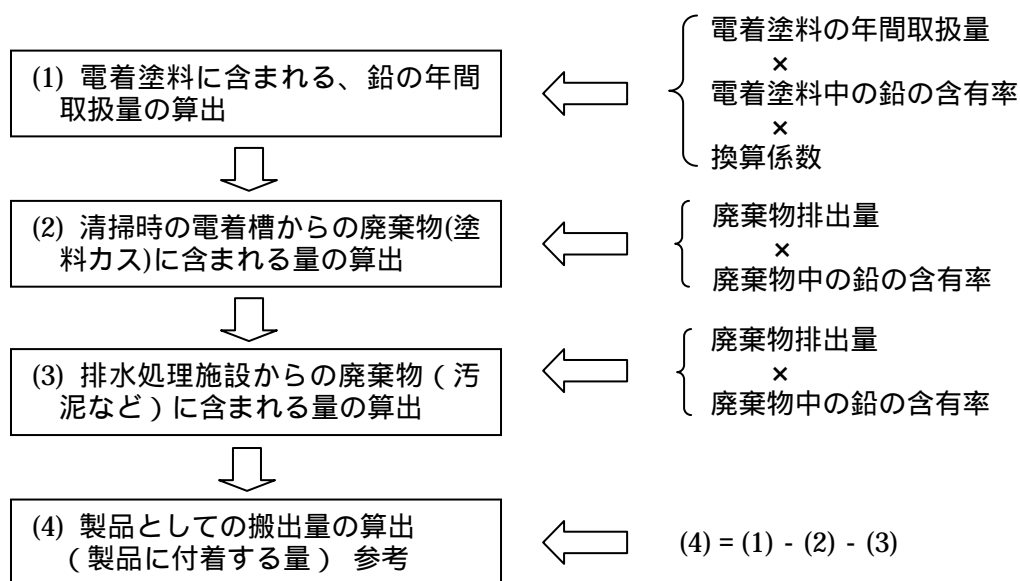 (1) 電着塗料に含まれる、鉛の年間
取扱量の算出
電着塗料の年間取扱量
×
電着塗料中の鉛の含有率
×
換算係数
(2) 清掃時の電着槽からの廃棄物(塗
料カス)に含まれる量の算出
廃棄物排出量
×
廃棄物中の鉛の含有率
(3) 排水処理施設からの廃棄物（汚
泥など）に含まれる量の算出
廃棄物排出量
×
廃棄物中の鉛の含有率
(4) 製品としての搬出量の算出
（製品に付着する量） 参考
(4) = (1) - (2) - (3)